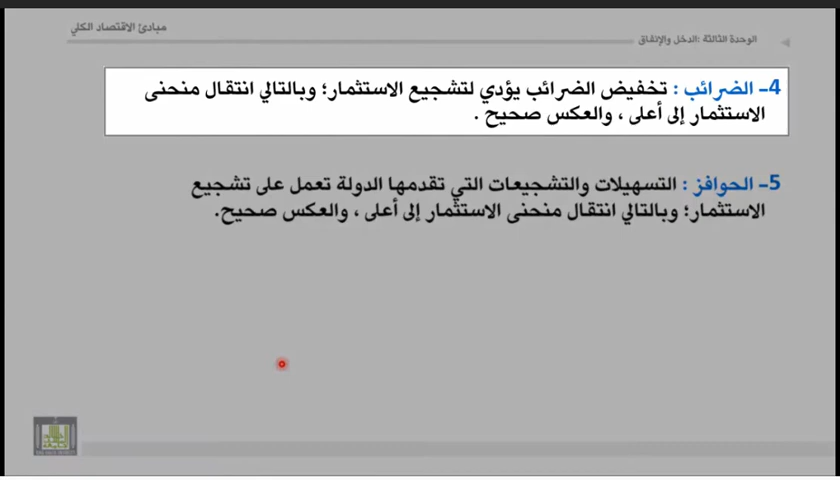 مبادئ الاقتصاد الكلي
الوحدة الثالثة :الدخل والإنفاق
4- الضرائب : تخفيض الضرائب يؤدي لتشجيع الاستثمار؛ وبالتالي انتقال منحنى
الاستثمار إلى أعلى ، والعكس صحيح .
5- الحوافز : التسهيلات والتشجيعات التي تقدمها الدولة تعمل على تشجيع
الاستثمار؛ وبالتالي انتقال منحنى الاستثمار إلى أعلى ، والعكس صحيح.